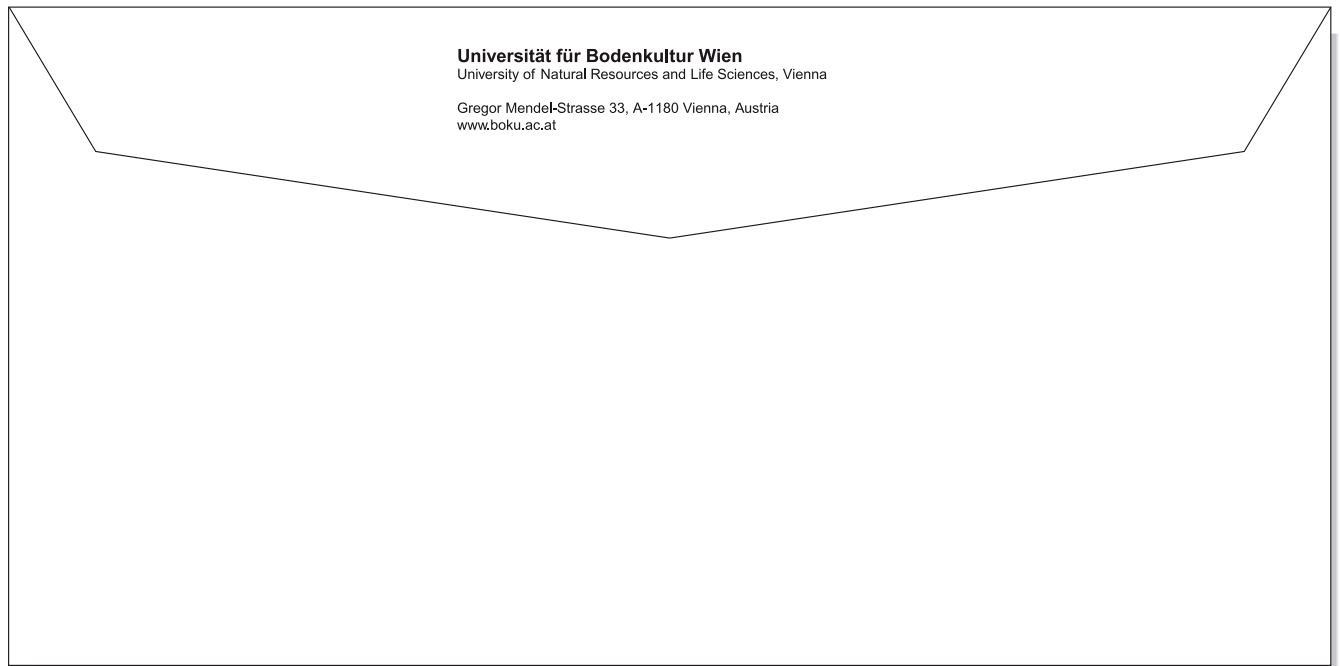 Universität für Bodenkultur Wien
University of Natural Resources and Life Sciences, Vienna
Gregor Mendel-Strasse 33, A-1180 Vienna, Austria
www.boku.ac.at